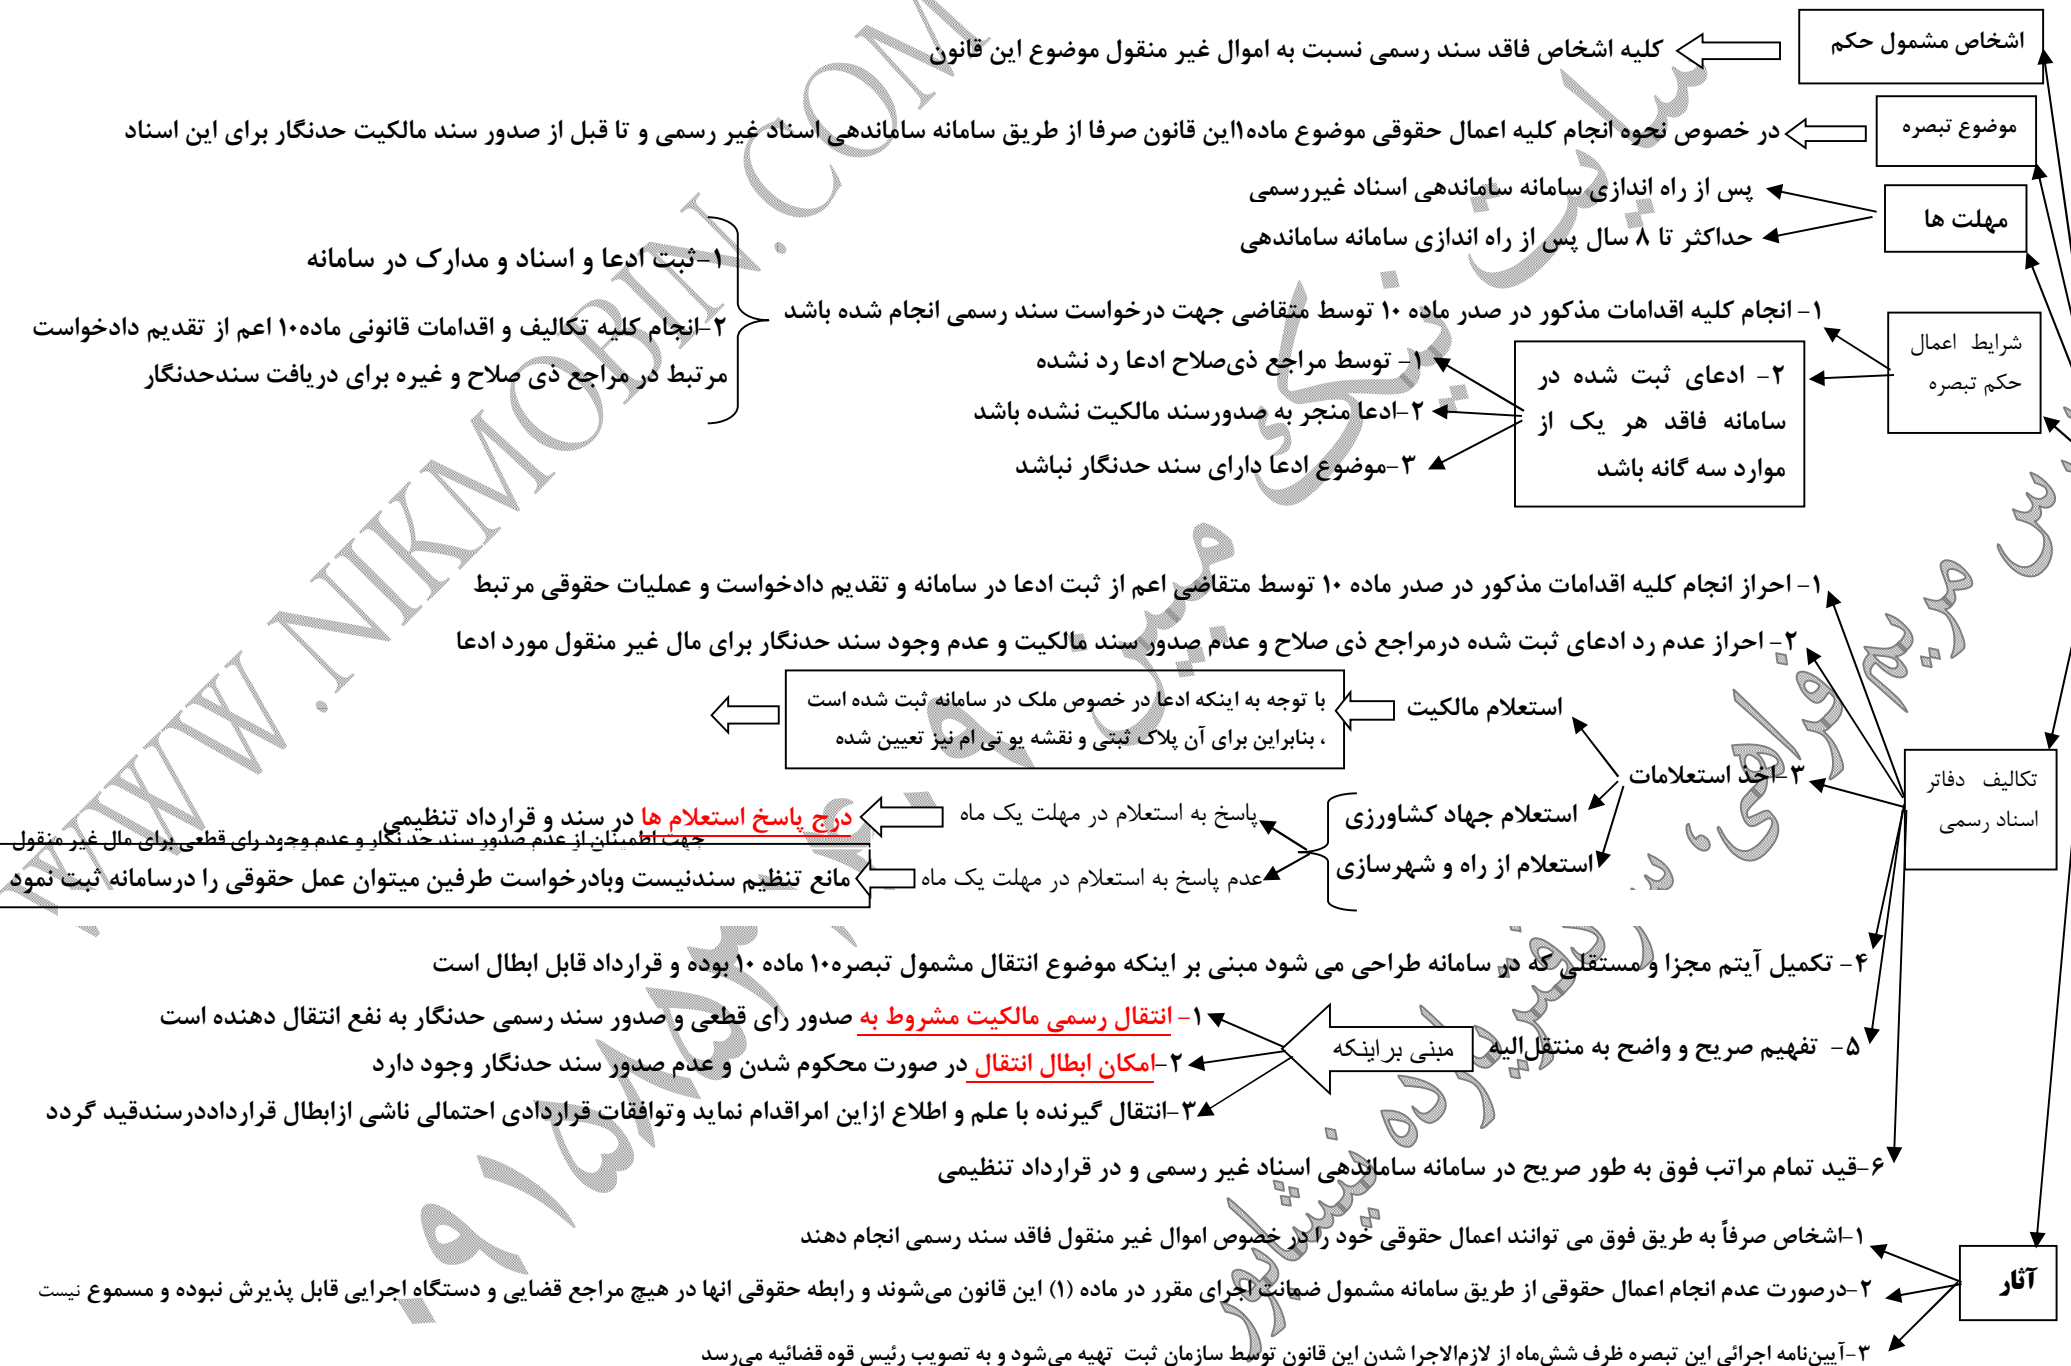 اشخاص مشمول حکم
کلیه اشخاص فاقد سند رسمی نسبت به اموال غیر منقول موضوع این قانون
موضوع تبصره
در خصوص نحوه انجام کلیه اعمال حقوقی موضوع ماده۱این قانون صرفا از طریق سامانه ساماندهی اسناد غیر رسمی و تا قبل از صدور سند مالکیت حدنگار برای این اسناد
مهلت ها
پس از راه اندازی سامانه ساماندهی اسناد غیررسمی
حداکثر تا ۸ سال پس از راه اندازی سامانه ساماندهی
شرایط اعمال
حکم تبصره
۱- انجام کلیه اقدامات مذکور در صدر ماده ۱۰ توسط متقاضی جهت درخواست سند رسمی انجام شده باشد
۱-ثبت ادعا و اسناد و مدارک در سامانه
۲-انجام کلیه تکالیف و اقدامات قانونی ماده۱۰ اعم از تقدیم دادخواست
مرتبط در مراجع ذی صلاح و غیره برای دریافت سندحدنگار
۲- ادعای ثبت شده در
سامانه فاقد هر یک از
موارد سه گانه باشد
۱- توسط مراجع ذی‌صلاح ادعا رد نشده
۲-ادعا منجر به صدورسند مالکیت نشده باشد
۳-موضوع ادعا دارای سند حدنگار نباشد
تکالیف دفاتر
اسناد رسمی
۱- احراز انجام کلیه اقدامات مذکور در صدر ماده ۱۰ توسط متقاضی اعم از ثبت ادعا در سامانه و تقدیم دادخواست و عملیات حقوقی مرتبط
۲- احراز عدم رد ادعای ثبت شده درمراجع ذی صلاح و عدم صدور سند مالکیت و عدم وجود سند حدنگار برای مال غیر منقول مورد ادعا
۳-اخذ استعلامات
استعلام مالکیت
با توجه به اینکه ادعا در خصوص ملک در سامانه ثبت شده است
، بنابراین برای آن پلاک ثبتی و نقشه یو تی ام نیز تعیین شده
جهت اطمینان از عدم صدور سند حد نگار و عدم وجود رای قطعی برای مال غیر منقول
استعلام جهاد کشاورزی
استعلام از راه و شهرسازی
پاسخ به استعلام در مهلت یک ماه
درج پاسخ استعلام ها در سند و قرارداد تنظیمی
عدم پاسخ به استعلام در مهلت یک ماه
مانع تنظیم سندنیست وبادرخواست طرفین میتوان عمل حقوقی را درسامانه ثبت نمود
۴- تکمیل آیتم مجزا و مستقلی که در سامانه طراحی می شود مبنی بر اینکه موضوع انتقال مشمول تبصره۱۰ ماده ۱۰ بوده و قرارداد قابل ابطال است
۵- تفهیم صریح و واضح به منتقل‌الیه
مبنی بر اینکه
۱- انتقال رسمی مالکیت مشروط به صدور رای قطعی و صدور سند رسمی حدنگار به نفع انتقال دهنده است
۲-امکان ابطال انتقال در صورت محکوم شدن و عدم صدور سند حدنگار وجود دارد
۳-انتقال گیرنده با علم و اطلاع ازاین امراقدام نماید وتوافقات قراردادی احتمالی ناشی ازابطال قرارداددرسندقید گردد
۶-قید تمام مراتب فوق به طور صریح در سامانه ساماندهی اسناد غیر رسمی و در قرارداد تنظیمی
آثار
۱-اشخاص صرفاً به طریق فوق می توانند اعمال حقوقی خود را در خصوص اموال غیر منقول فاقد سند رسمی انجام دهند
۲-درصورت عدم انجام اعمال حقوقی از طریق سامانه مشمول ضمانت اجرای مقرر در ماده (۱) این قانون می‌شوند و رابطه حقوقی انها در هیچ مراجع قضایی و دستگاه اجرایی قابل پذیرش نبوده و مسموع نیست
۳-آیین‌نامه اجرائی این تبصره ظرف شش‌ماه از لازم‌الاجرا شدن این قانون توسط سازمان ثبت تهیه می‌شود و به تصویب رئیس قوه قضائیه می‌رسد
WWW.NIKMOBIN.COM
سایت نیک مبین
مریم فراهی، سردفتر یازده نیشابور